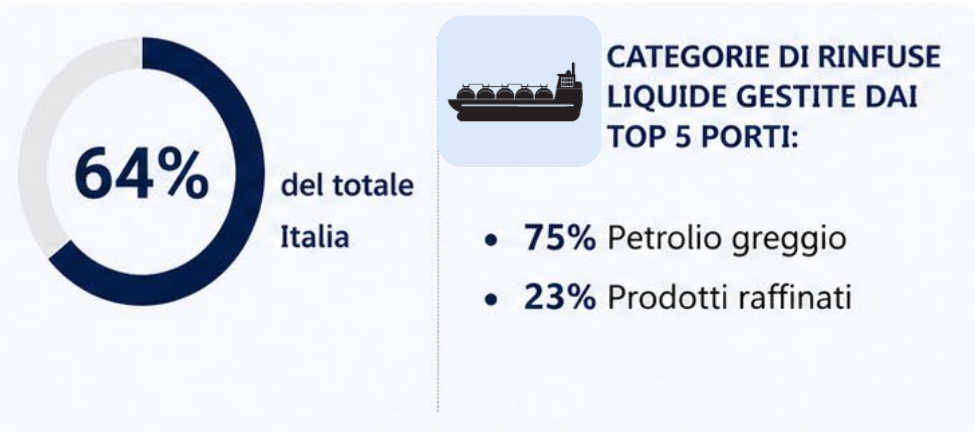 64%
del totale
Italia
CATEGORIE DI RINFUSE
LIQUIDE GESTITE DAI
TOP 5 PORTI:
• 75% Petrolio greggio
• 23% Prodotti raffinati